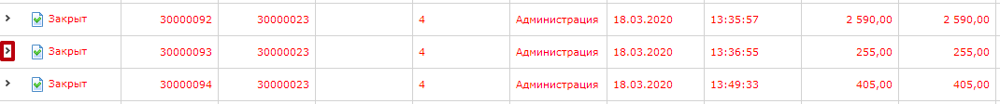 Закрыт 30000092 30000023 4 Администрация 18.03.2020 13:35:57 2 590,00 2 590,00
Закрыт 30000093 30000023 4 Администрация 18.03.2020 13:36:55 255,00 255,00
Закрыт 30000094 30000023 4 Администрация 18.03.2020 13:49:33 405,00 405,00